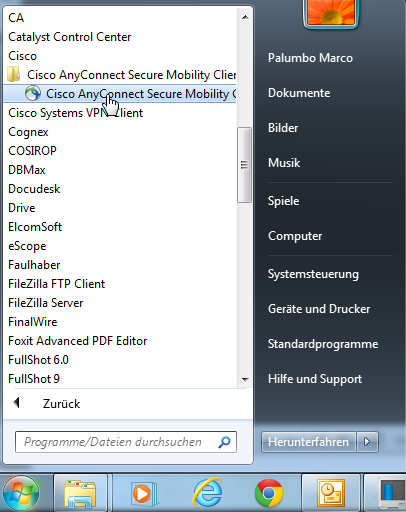 CA
Catalyst Control Center
Cisco
Cisco AnyConnect Secure Mobility Clier
Cisco AnyConnect Secure Mobility C
Cisco Systems VPN Client
Cognex
COSIROP
DBMax
Docudesk
Drive
ElcomSoft
eScope
Faulhaber
FileZilla FTP Client
FileZilla Server
FinalWire
Foxit Advanced PDF Editor
FullShot 6.0
FullShot 9
Zurück
Programme/Dateien durchsuchen
Palumbo Marco
Dokumente
Bilder
Musik
Spiele
Computer
Systemsteuerung
Geräte und Drucker
Standardprogramme
Hilfe und Support
Herunterfahren